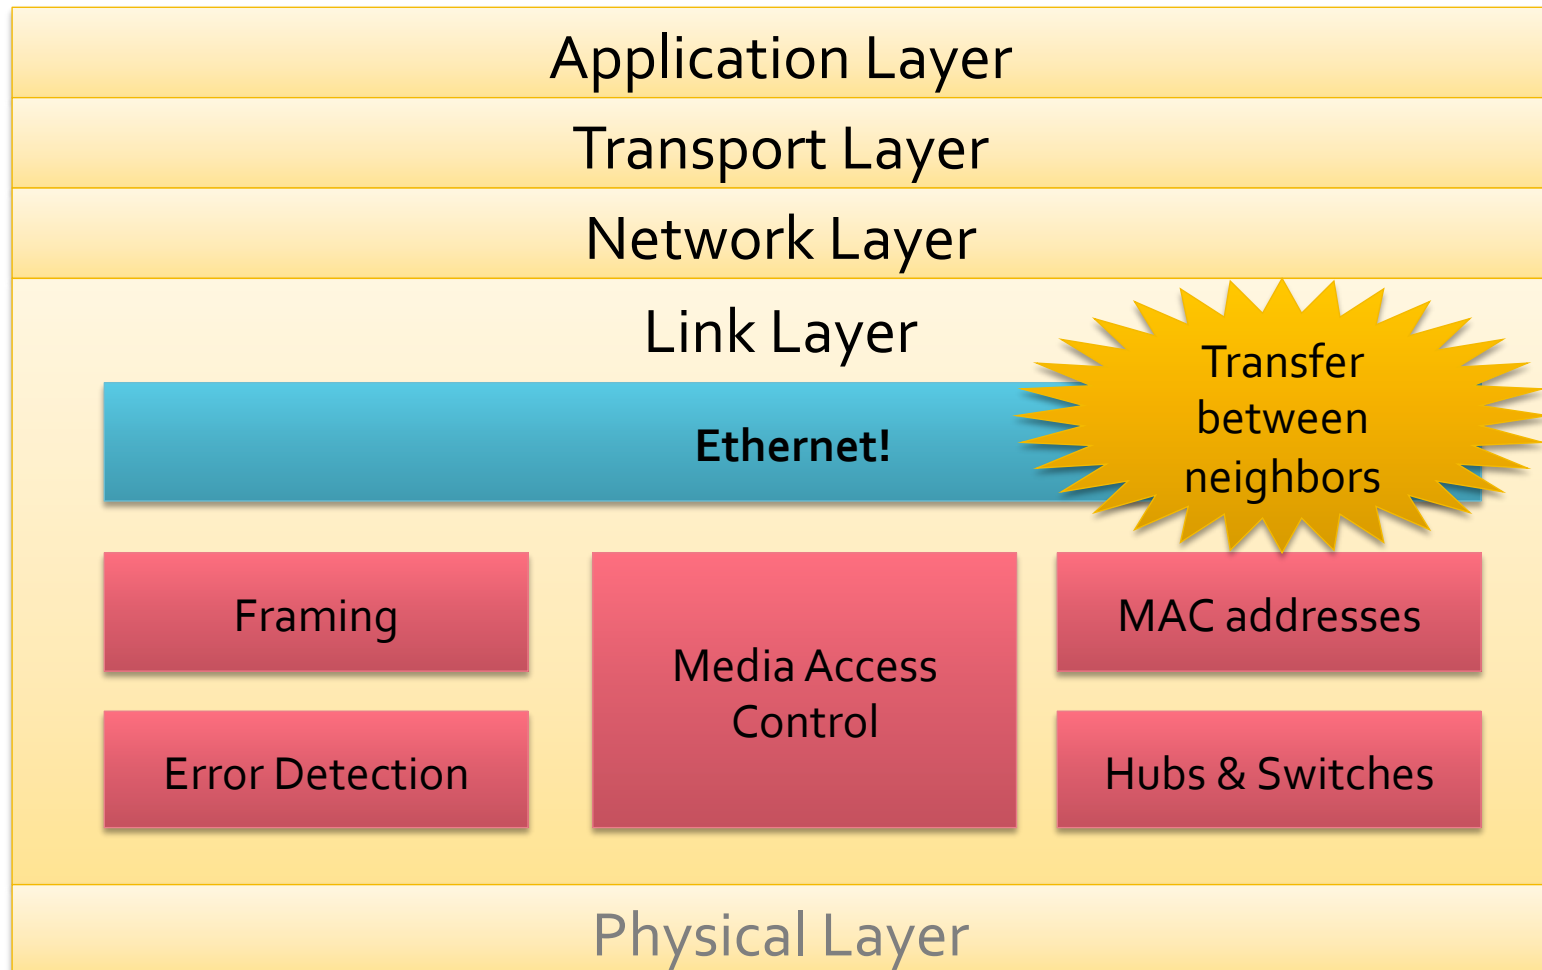 Application Layer
Transport Layer
Network Layer
Link Layer
Transfer
between
neighbors
Ethernet!
Framing
Media Access
Control
MAC addresses
Error Detection
Hubs & Switches
Physical Layer